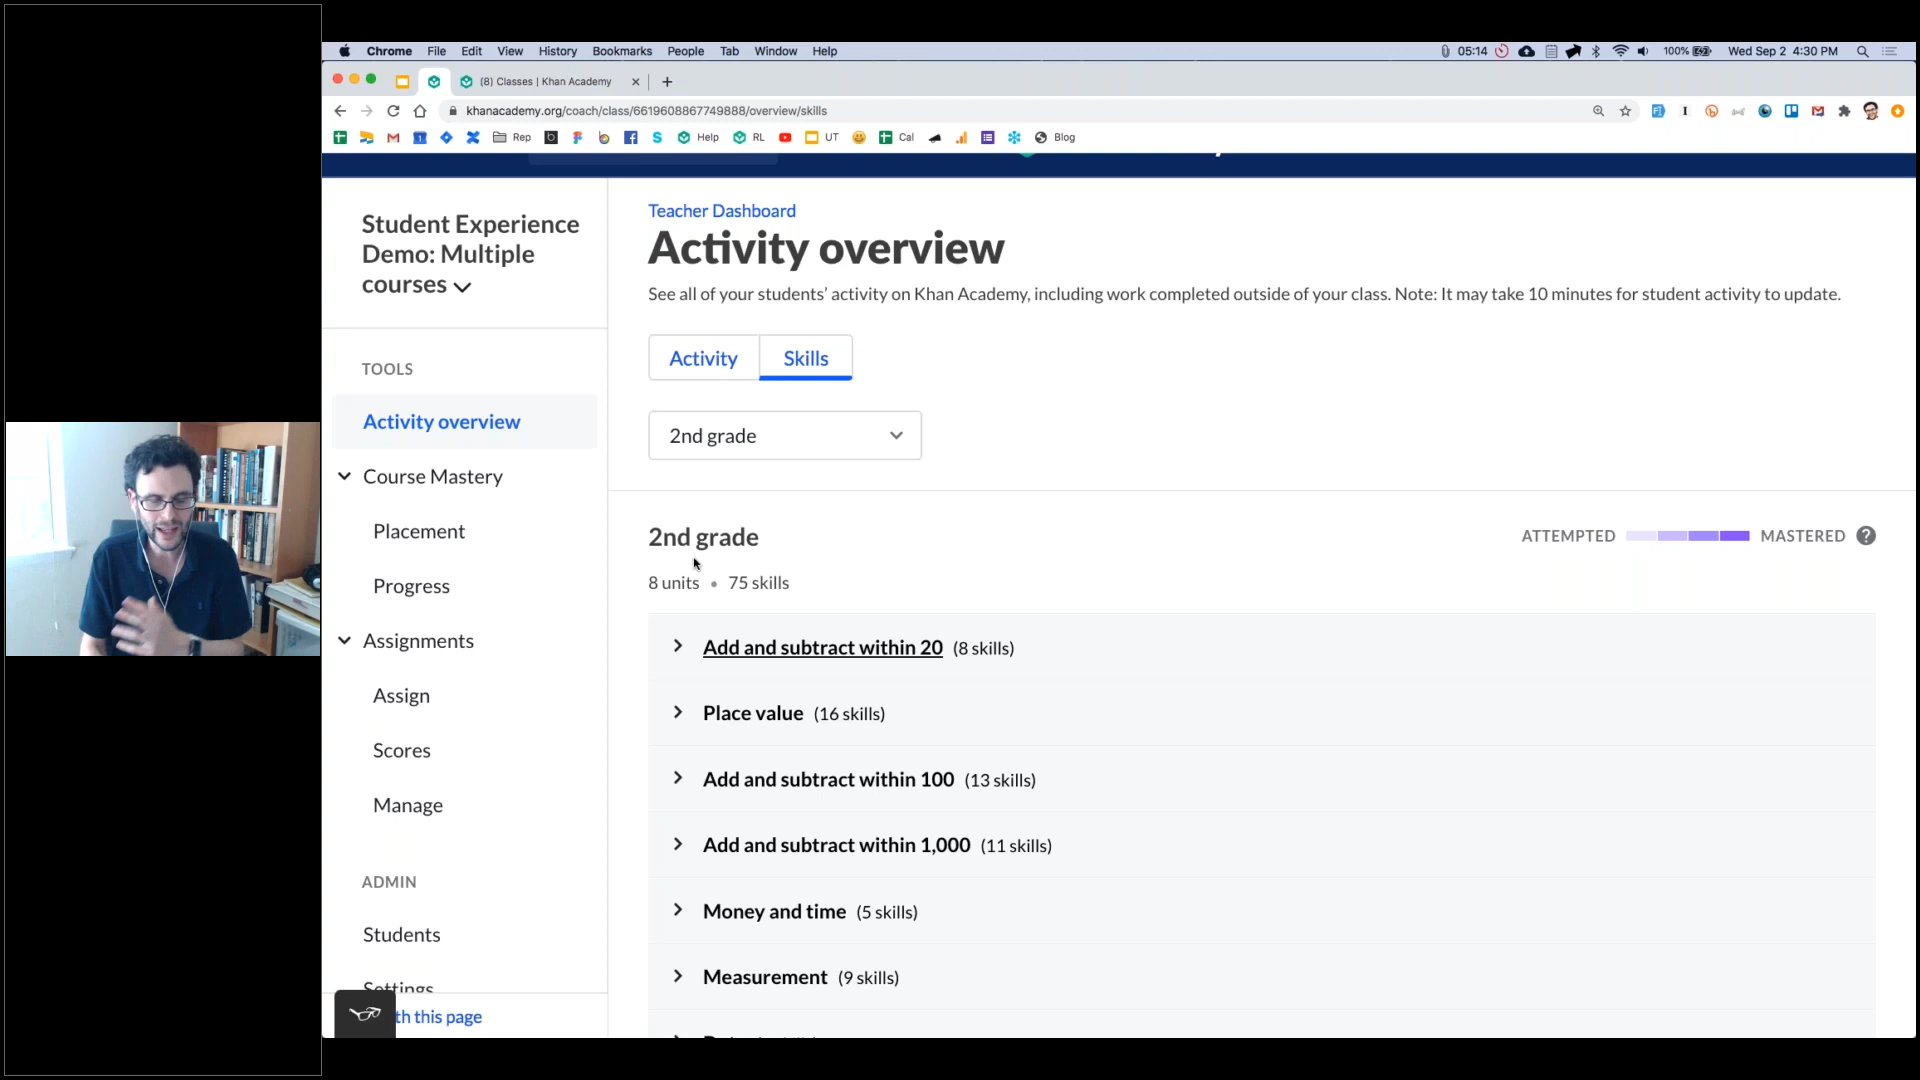 Chrome File Edit View History Bookmarks People Tab Window Help 05:14 100% Wed Sep 2 4:30 PM
(8) Classes | Khan Academy
khanacademy.org/coach/class/6619608867749888/overview/skills
Rep Help RL UT Cal Blog
Student Experience
Demo: Multiple
courses
TOOLS
Activity overview
Course Mastery
Placement
Progress
Assignments
Assign
Scores
Manage
ADMIN
Students
Settings
th this page
Teacher Dashboard
Activity overview
See all of your students’ activity on Khan Academy, including work completed outside of your class. Note: It may take 10 minutes for student activity to update.
Activity Skills
2nd grade
2nd grade
8 units • 75 skills
ATTEMPTED MASTERED ?
Add and subtract within 20 (8 skills)
Place value (16 skills)
Add and subtract within 100 (13 skills)
Add and subtract within 1,000 (11 skills)
Money and time (5 skills)
Measurement (9 skills)